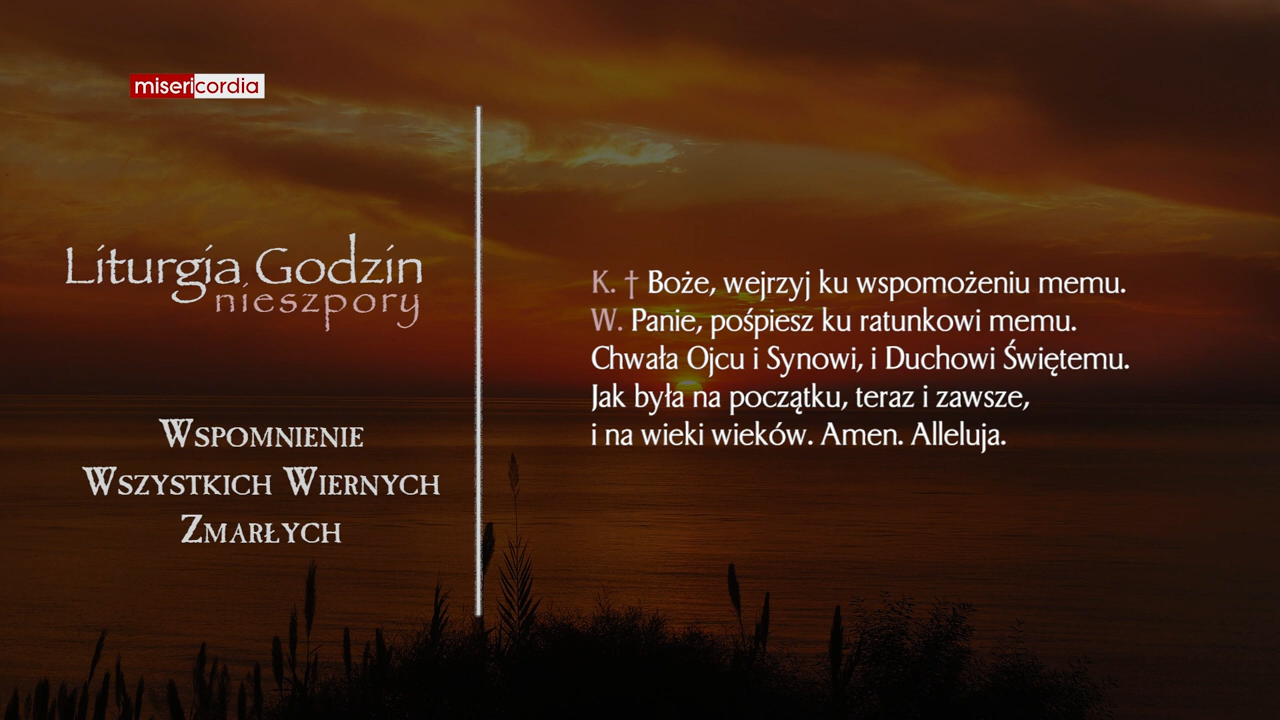 misericordia
Liturgia Godzin
nieszpory
Wspomnienie
Wszystkich Wiernych
Zmarłych
K. † Boże, wejrzyj ku wspomożeniu memu.
W. Panie, pośpiesz ku ratunkowi memu.
Chwała Ojcu i Synowi, i Duchowi Świętemu.
Jak była na początku, teraz i zawsze,
i na wieki wieków. Amen. Alleluja.